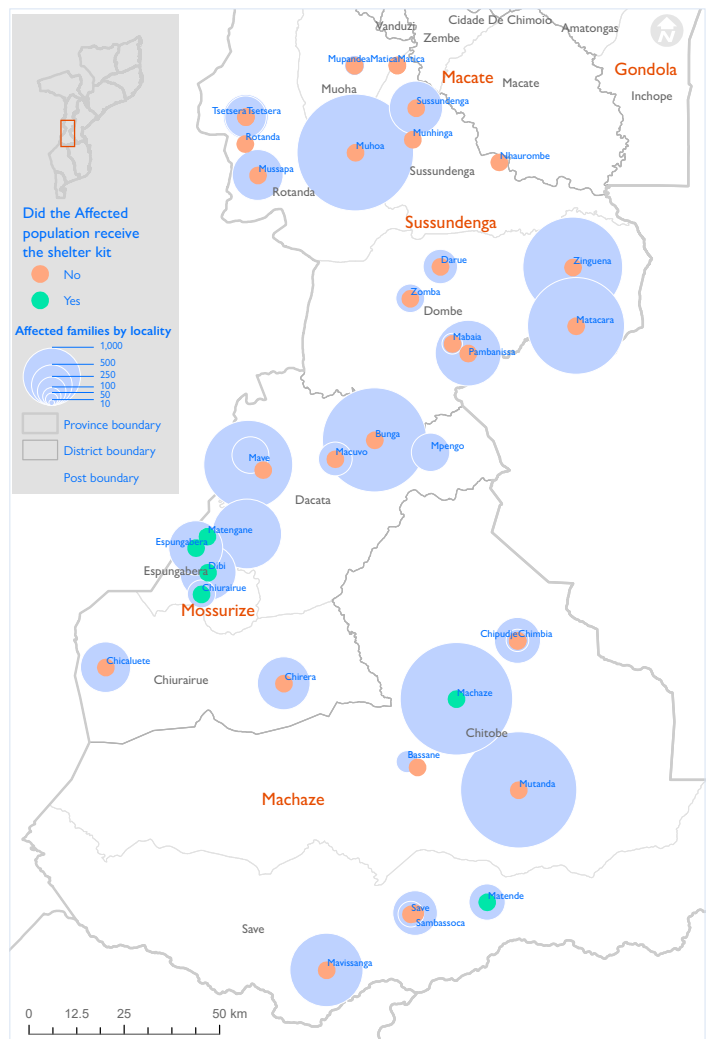 Vanduzi
Cidade De Chimoio
Amatongas
Zembe
N
MupandeaMaticaMatica
Muoha
Macate
Macate
Gondola
Inchope
TsetseraTsetsera
Sussundenga
Rotanda
Munhinga
Muhoa
Nhaurombe
Mussapa
Sussundenga
Rotanda
Did the Affected
population receive
the shelter kit
No
Yes
Affected families by locality
1,000
500
250
100
50
10
Province boundary
District boundary
Post boundary
Sussundenga
Darue
Zinguena
Zomba
Dombe
Matacara
Mabaia
Pambanissa
Bunga
Mpengo
Macuvo
Mave
Dacata
Matengane
Espungabera
Dibi
Espungabera
Chiurairue
Mossurize
ChipudjeChimbia
Chicaluete
Chirera
Chiurairue
Machaze
Chitobe
Bassane
Mutanda
Machaze
Matende
Save
Sambassoca
Save
Mavissanga
0 12.5 25 50 km